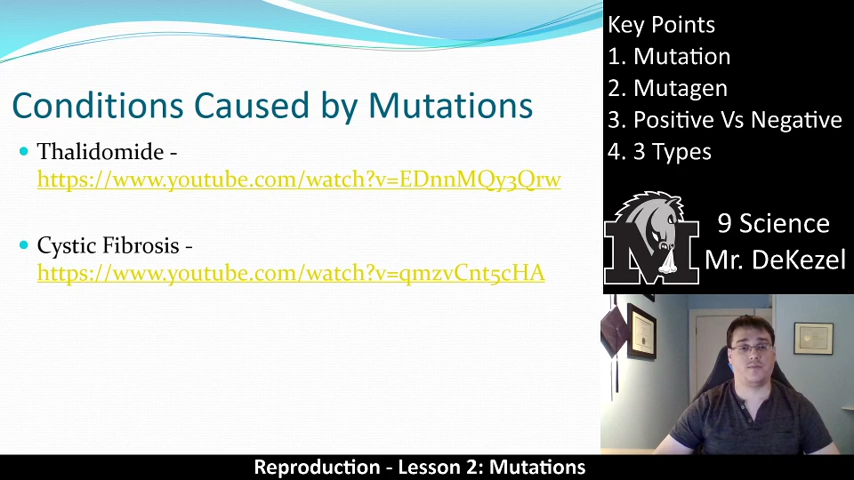 Conditions Caused by Mutations
Thalidomide -
https://www.youtube.com/watch?v=EDnnMQy3Qrw
Cystic Fibrosis -
https://www.youtube.com/watch?v=qmzvCnt5cHA
Key Points
1. Mutation
2. Mutagen
3. Positive Vs Negative
4. 3 Types
M
9 Science
Mr. DeKezel
Reproduction - Lesson 2: Mutations